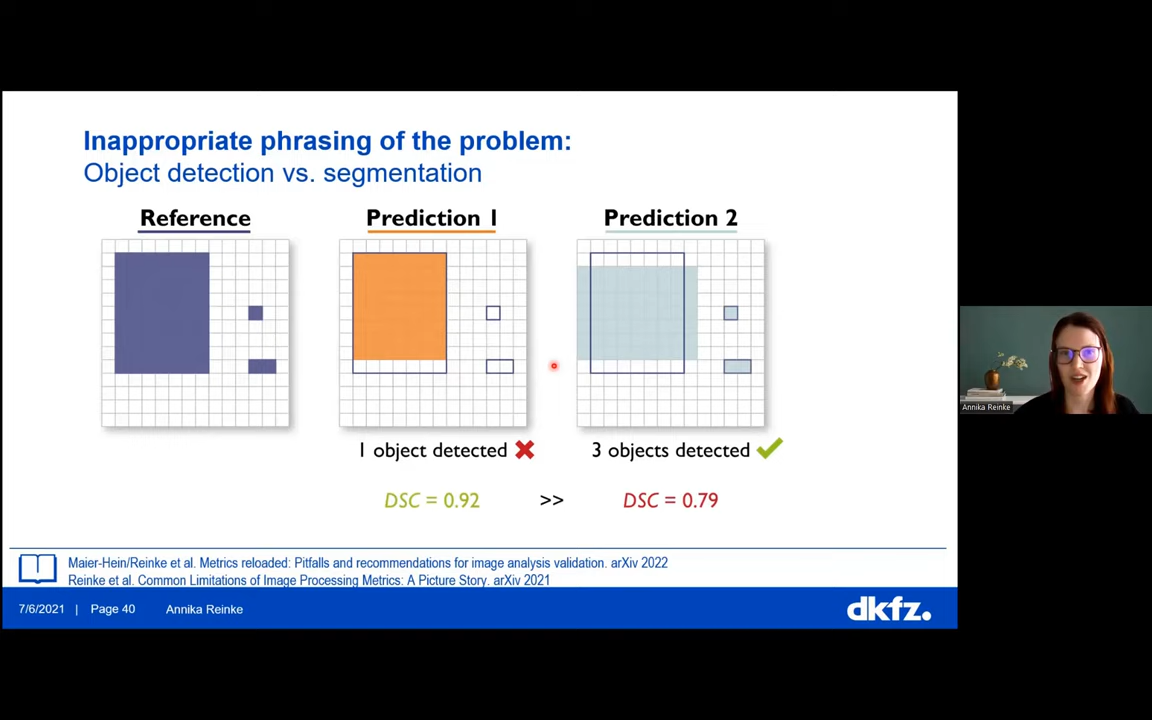 Inappropriate phrasing of the problem:
Object detection vs. segmentation
Reference
Prediction 1
Prediction 2
1 object detected
3 objects detected
DSC = 0.92
>>
DSC = 0.79
Maier-Hein/Reinke et al. Metrics reloaded: Pitfalls and recommendations for image analysis validation. arXiv 2022
Reinke et al. Common Limitations of Image Processing Metrics: A Picture Story. arXiv 2021
7/6/2021 | Page 40 Annika Reinke
dkfz.
Annika Reinke